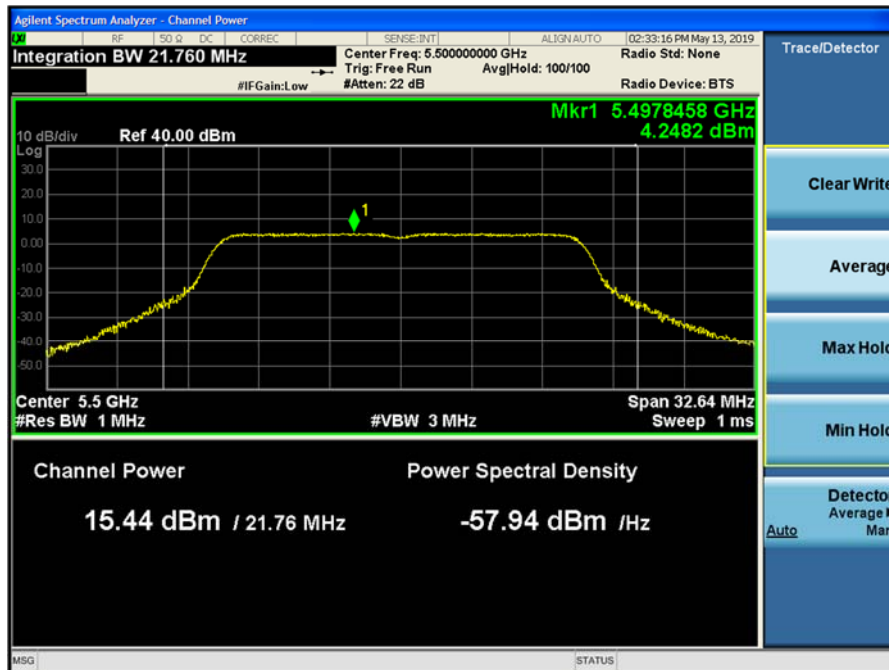 Agilent Spectrum Analyzer - Channel Power
LXI RF 50 Ω DC CORREC SENSE:INT ALIGN AUTO 02:33:16 PM May 13, 2019
Integration BW 21.760 MHz
Center Freq: 5.500000000 GHz Radio Std: None
Trig: Free Run Avg|Hold: 100/100
#IFGain:Low #Atten: 22 dB Radio Device: BTS
Trace/Detector
Mkr1 5.4978458 GHz
4.2482 dBm
10 dB/div Ref 40.00 dBm
Log
30.0
20.0
10.0
0.00
-10.0
-20.0
-30.0
-40.0
-50.0
1
Center 5.5 GHz Span 32.64 MHz
#Res BW 1 MHz #VBW 3 MHz Sweep 1 ms
Channel Power Power Spectral Density
15.44 dBm / 21.76 MHz -57.94 dBm /Hz
Clear Write
Average
Max Hold
Min Hold
Detector
Average
Auto Man
MSG STATUS